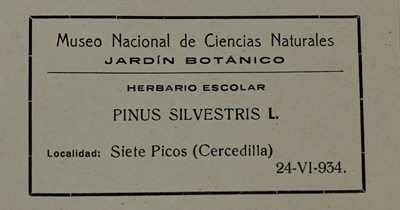 Museo Nacional de Ciencias Naturales
JARDÍN BOTÁNICO
HERBARIO ESCOLAR
PINUS SILVESTRIS L.
Localidad: Siete Picos (Cercedilla)
24-VI-934.